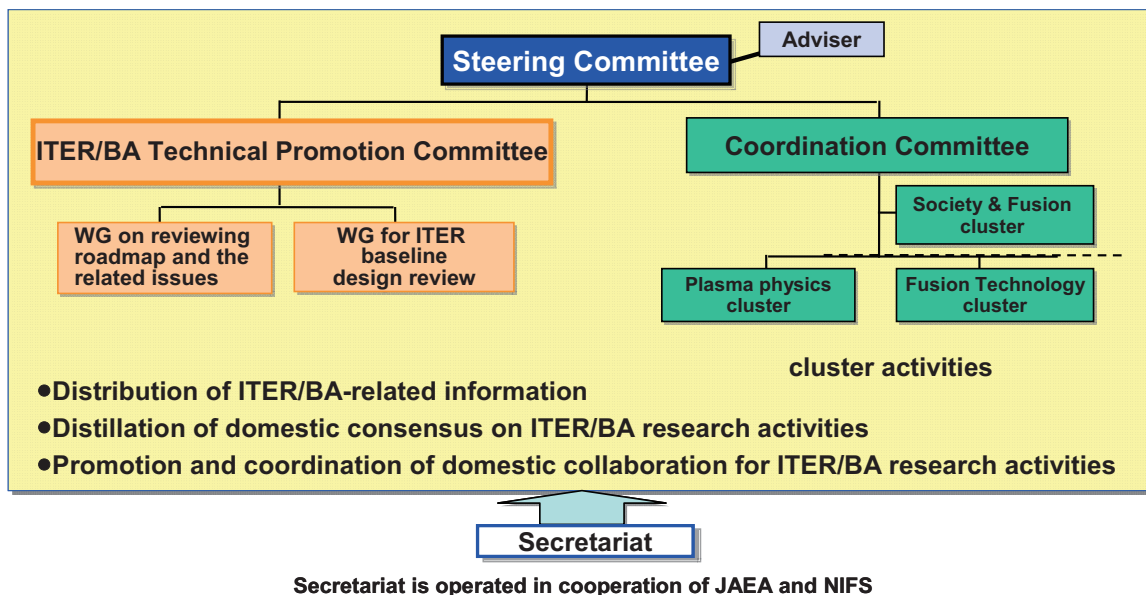 Adviser
Steering Committee
ITER/BA Technical Promotion Committee
Coordination Committee
WG on reviewing
roadmap and the
related issues
WG for ITER
baseline
design review
Society & Fusion
cluster
Plasma physics
cluster
Fusion Technology
cluster
cluster activities
●Distribution of ITER/BA-related information
●Distillation of domestic consensus on ITER/BA research activities
●Promotion and coordination of domestic collaboration for ITER/BA research activities
Secretariat
Secretariat is operated in cooperation of JAEA and NIFS